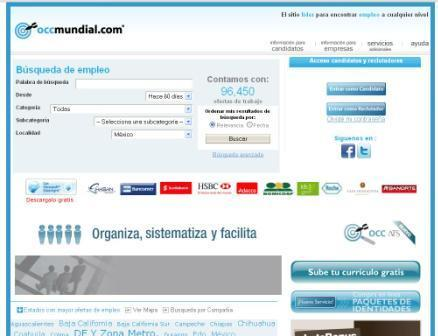 El sitio líder para encontrar empleo a cualquier nivel
occmundial.com
información para candidatos
información para empresas
servicios
ayuda
Búsqueda de empleo
Palabra de búsqueda
Desde
Hace 60 días
Categoría
Todas
Subcategoría
-- Selecciona una subcategoría --
Localidad
México
Contamos con:
96,450
ofertas de trabajo
Ordenar mis resultados de búsqueda por:
Relevancia Fecha
Buscar
Búsqueda avanzada
Acceso candidatos y reclutadores
Entrar como Candidato
Entrar como Reclutador
Olvidé mi contraseña
Síguenos en :
Descargalo gratis
Banamex
Scotiabank
HSBC
Adecco
BANORTE
Organiza, sistematiza y facilita
OCC ATS
Sube tu currículo gratis
Nuevo Servicio!
PAQUETES DE IDENTIDADES
Estados con mayor ofertas de empleo
Ver Mapa
Búsqueda por Compañía
Aguascalientes Baja California Baja California Sur Campeche Chiapas Chihuahua
Coahuila Colima DF Y Zona Metro. Durango Edo. México